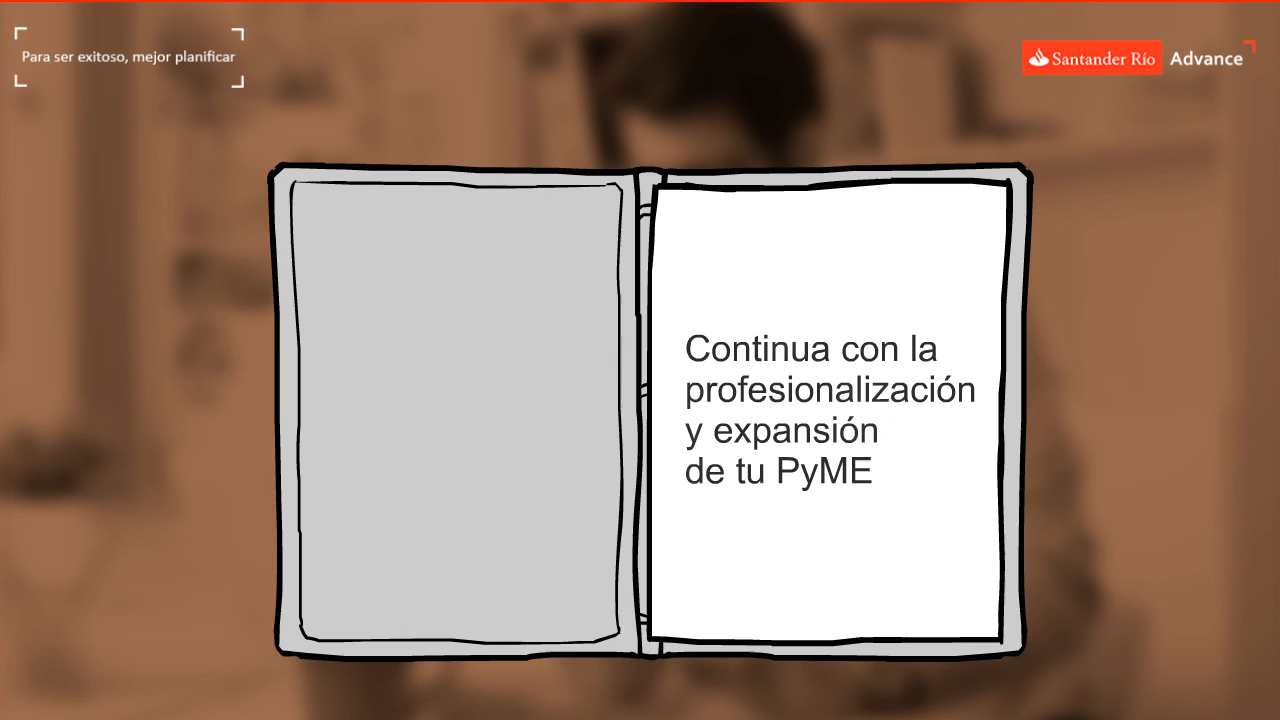 Para ser exitoso, mejor planificar
Santander Río Advance
Continua con la
profesionalización
y expansión
de tu PyME